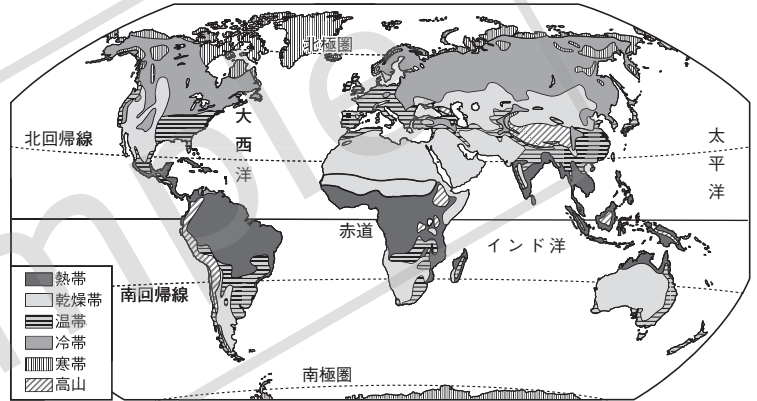 北極圏
北回帰線
大西洋
太平洋
赤道
インド洋
南回帰線
熱帯
乾燥帯
温帯
冷帯
寒帯
高山
南極圏